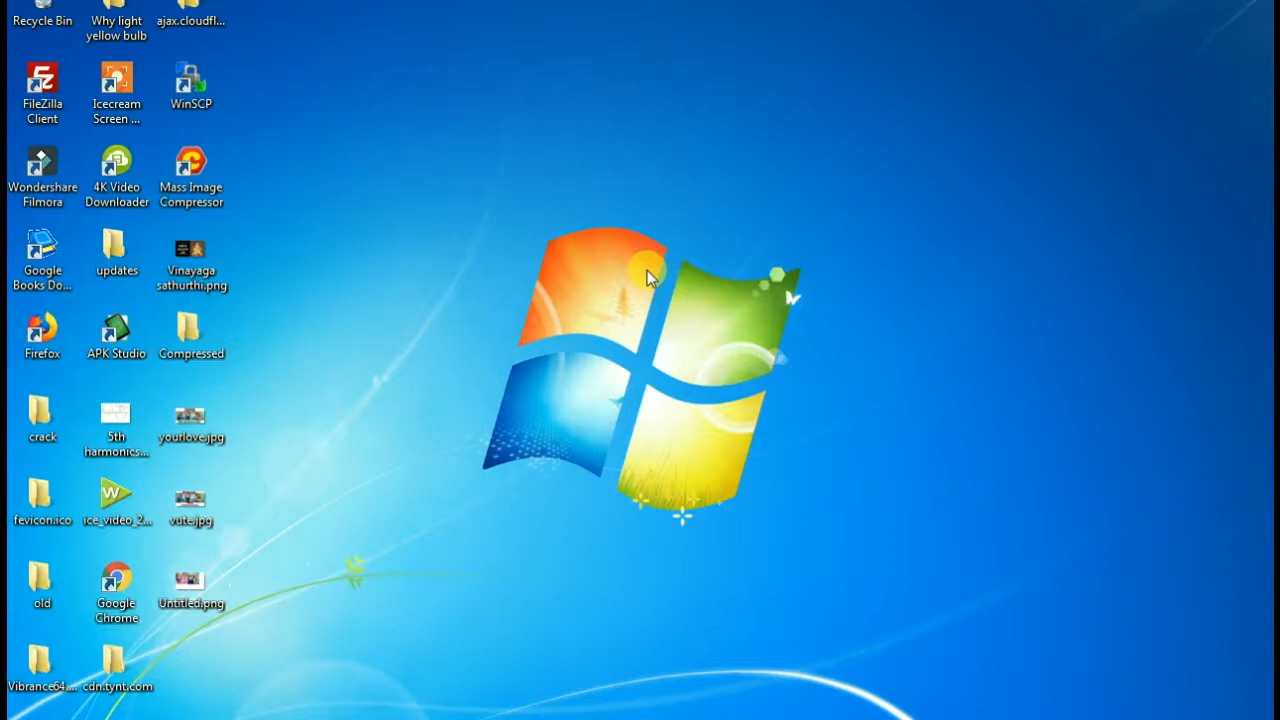 Recycle Bin
Why light
yellow bulb
ajax.cloudfl...
FileZilla
Client
Icecream
Screen ...
WinSCP
Wondershare
Filmora
4K Video
Downloader
Mass Image
Compressor
Google
Books Do...
updates
Vinayaga
sathurthi.png
Firefox
APK Studio
Compressed
crack
5th
harmonics...
yourlove.jpg
fevicon.ico
ice_video_2...
vute.jpg
old
Google
Chrome
Untitled.png
Vibrance64....
cdn.tynt.com